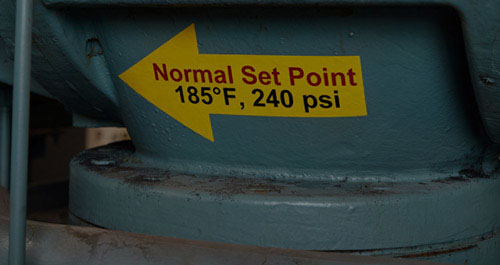 Normal Set Point
185°F, 240 psi